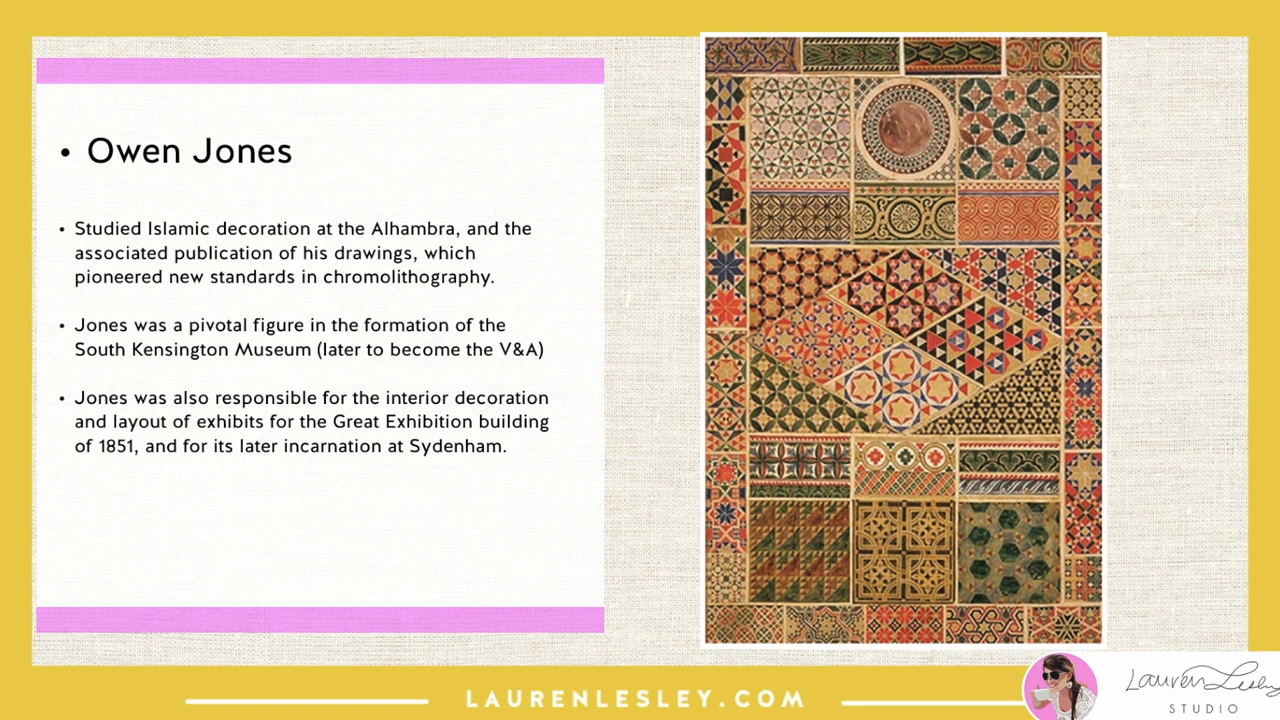 • Owen Jones
• Studied Islamic decoration at the Alhambra, and the
associated publication of his drawings, which
pioneered new standards in chromolithography.
• Jones was a pivotal figure in the formation of the
South Kensington Museum (later to become the V&A)
• Jones was also responsible for the interior decoration
and layout of exhibits for the Great Exhibition building
of 1851, and for its later incarnation at Sydenham.
LAURENLESLEY.COM
Lauren Lesley
STUDIO